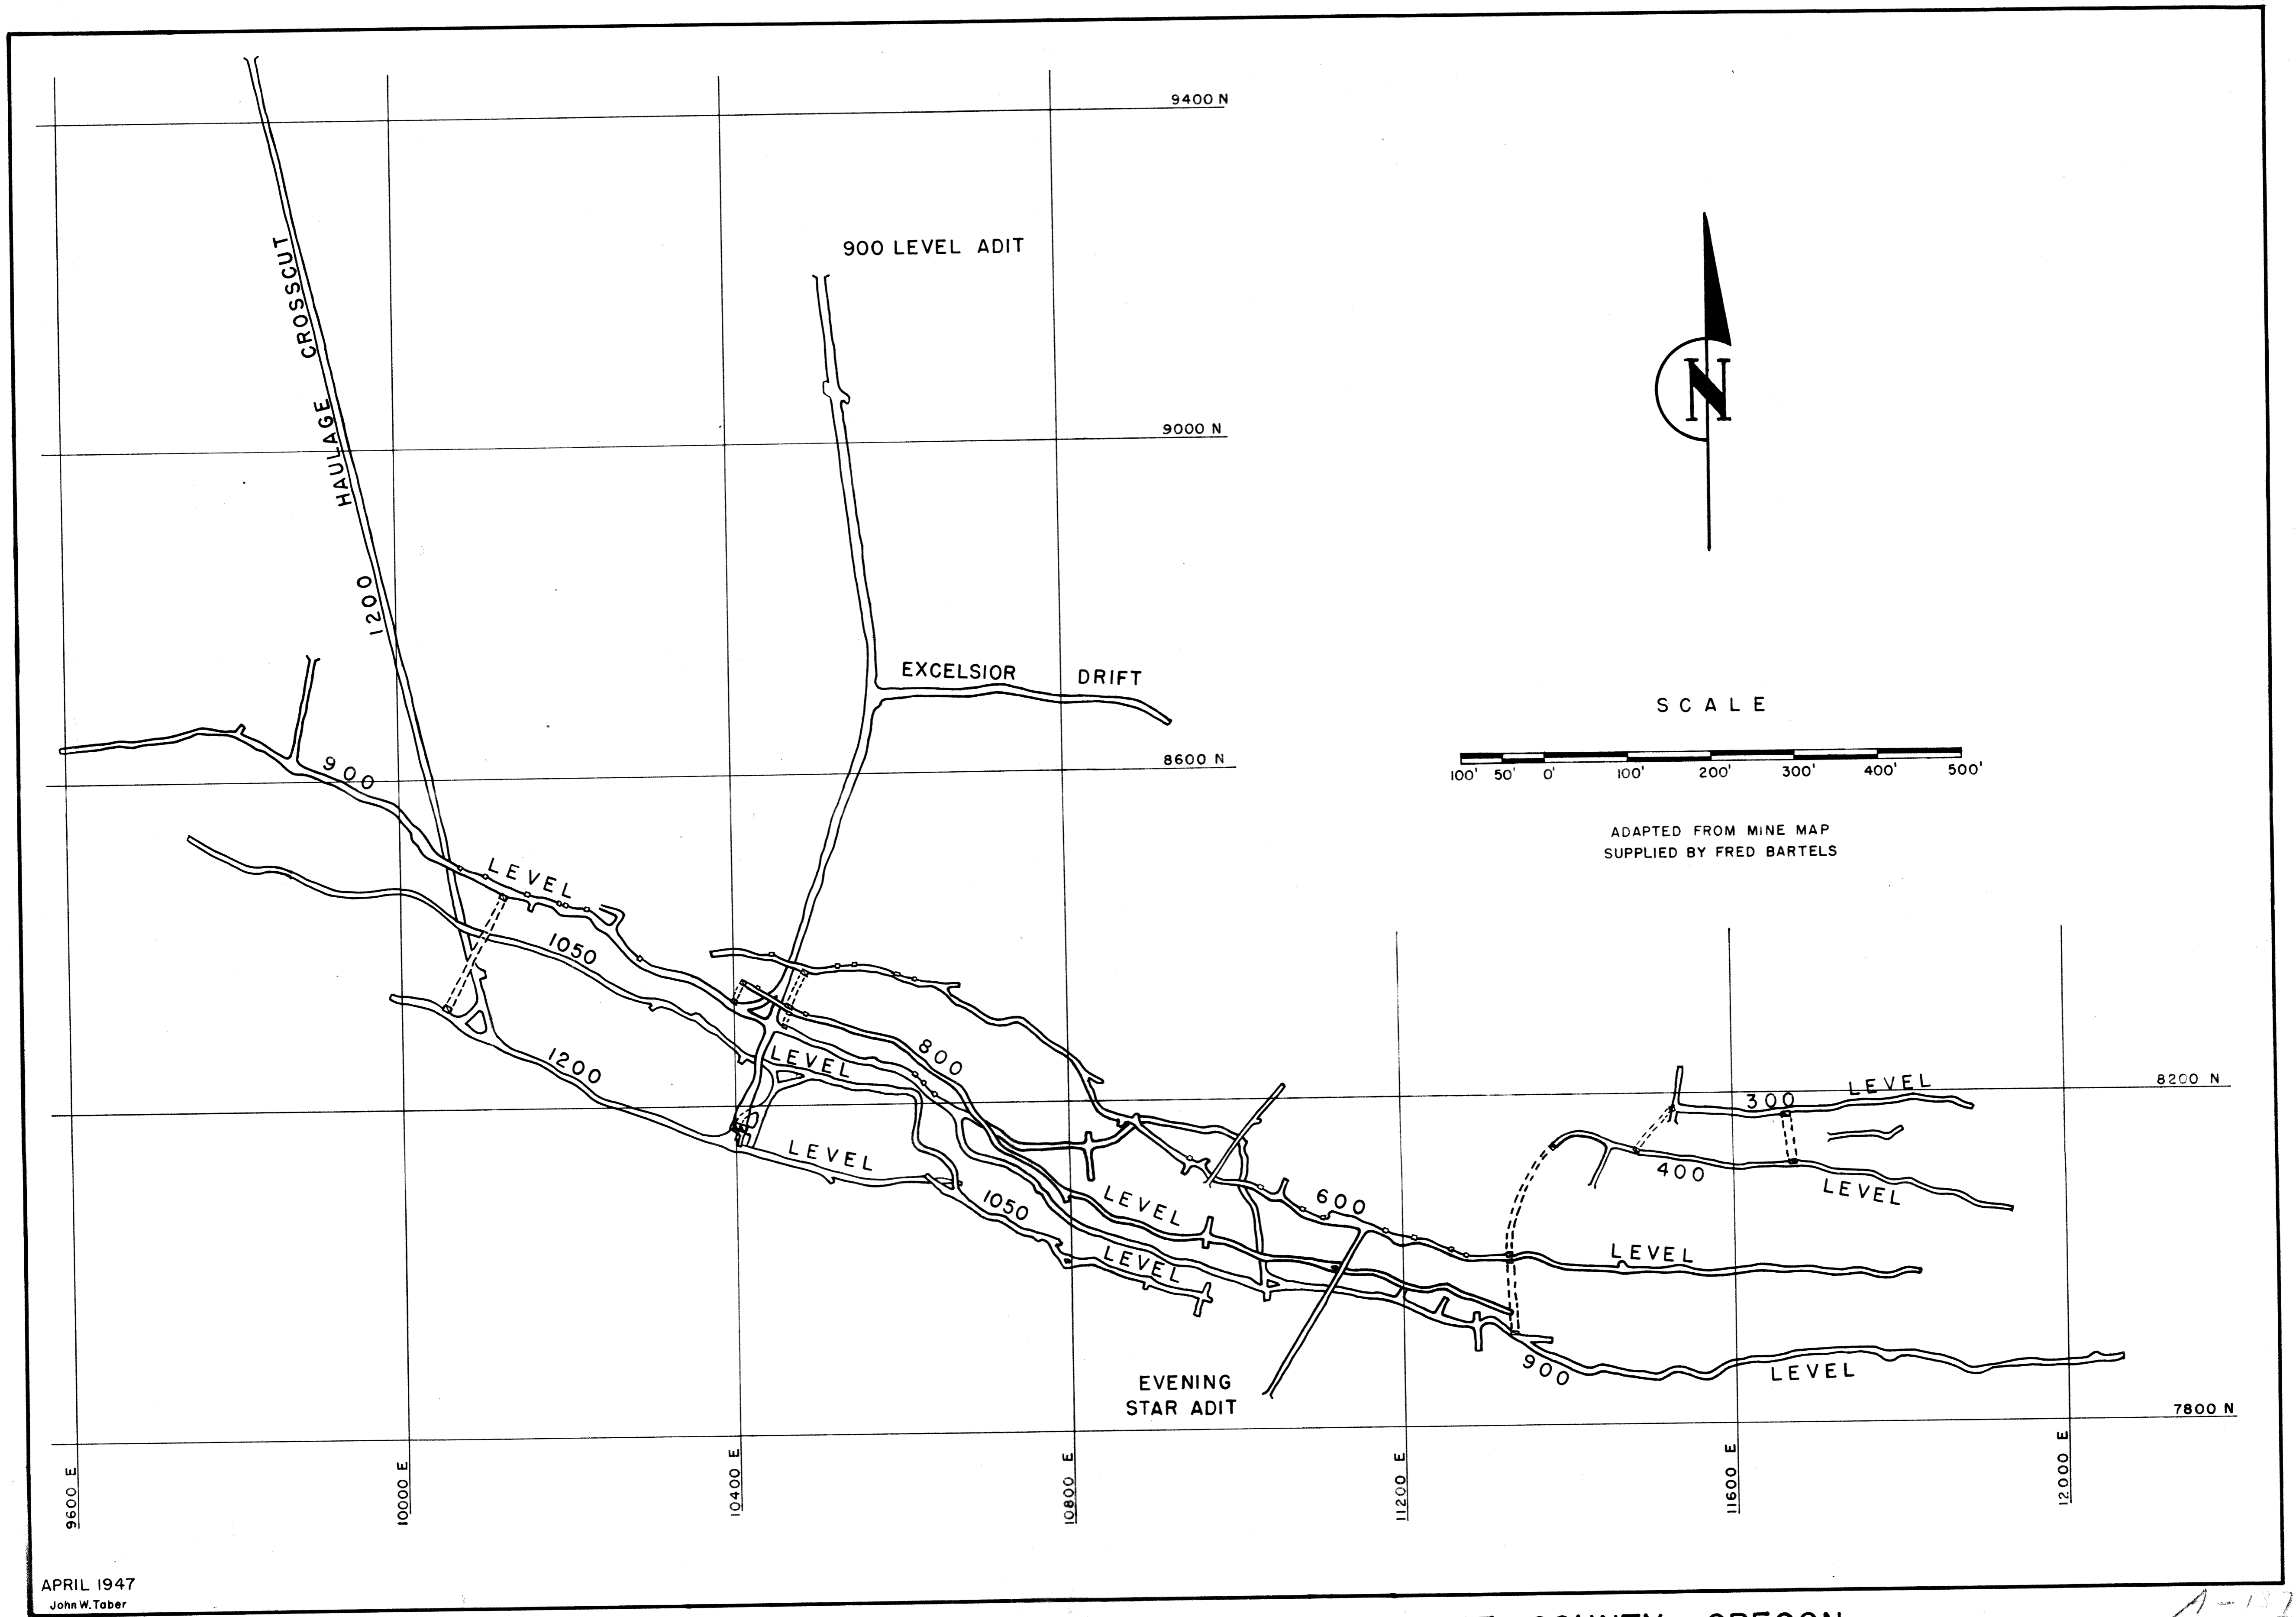 9400 N
900 LEVEL ADIT
HAULAGE CROSSCUT
1200
9000 N
N
EXCELSIOR DRIFT
SCALE
8600 N
100' 50' 0' 100' 200' 300' 400' 500'
ADAPTED FROM MINE MAP
SUPPLIED BY FRED BARTELS
900 LEVEL
1050 LEVEL
1200 LEVEL
800 LEVEL
1050 LEVEL
600 LEVEL
300 LEVEL
400 LEVEL
8200 N
900 LEVEL
EVENING
STAR ADIT
7800 N
9600 E
10000 E
10400 E
10800 E
11200 E
11600 E
12000 E
APRIL 1947
John W. Taber
COUNTY, OREGON